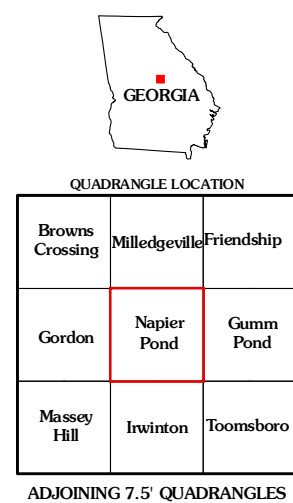 GEORGIA
QUADRANGLE LOCATION
Browns
Crossing
Milledgeville
Friendship
Gordon
Napier
Pond
Gumm
Pond
Massey
Hill
Irwinton
Toomsboro
ADJOINING 7.5' QUADRANGLES